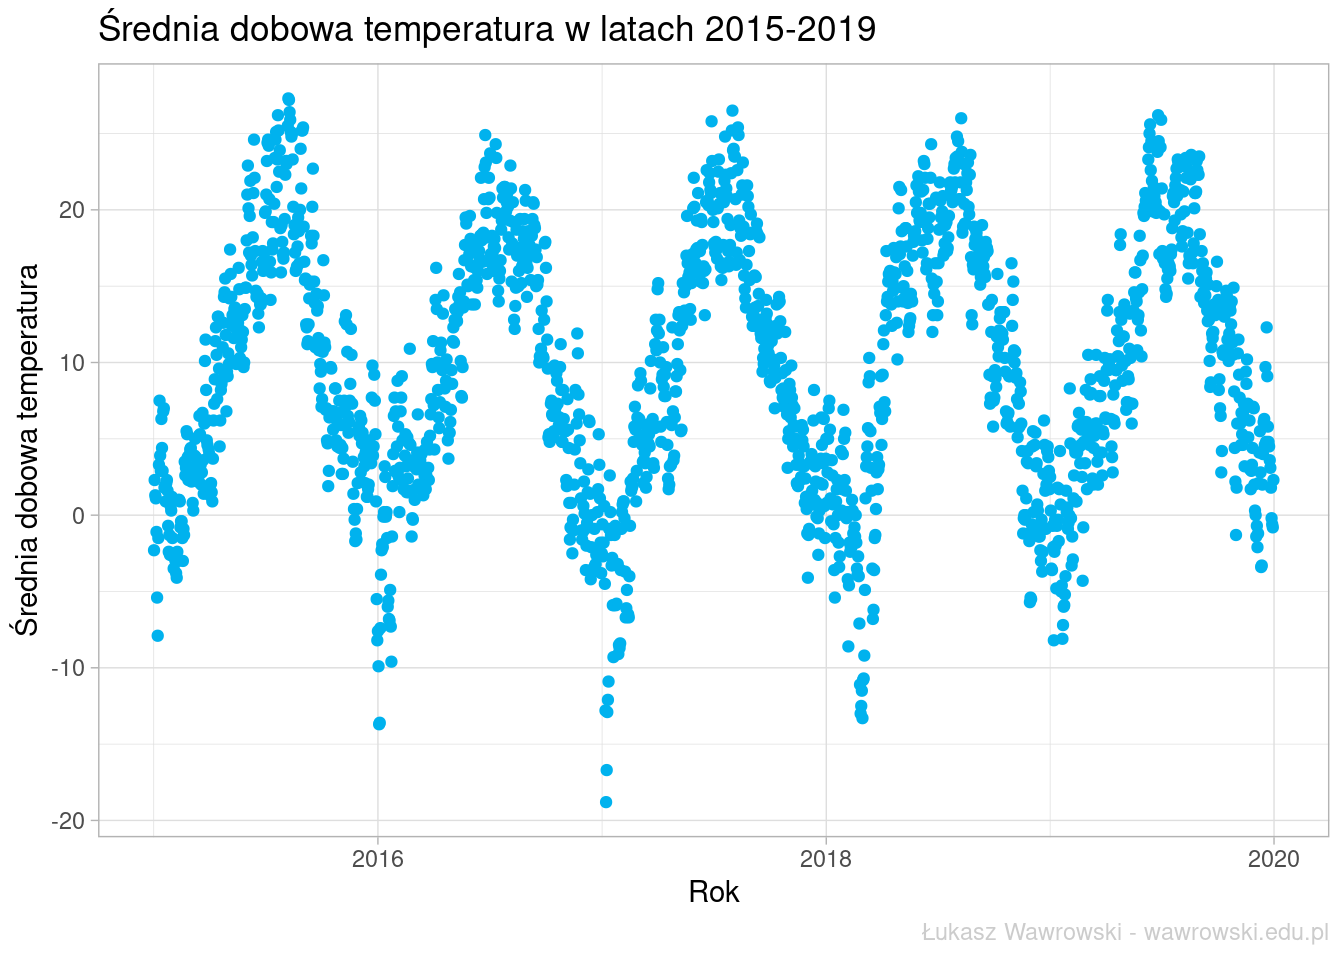 Średnia dobowa temperatura w latach 2015-2019
Średnia dobowa temperatura
20
10
0
-10
-20
2016 2018 2020
Rok
Łukasz Wawrowski - wawrowski.edu.pl